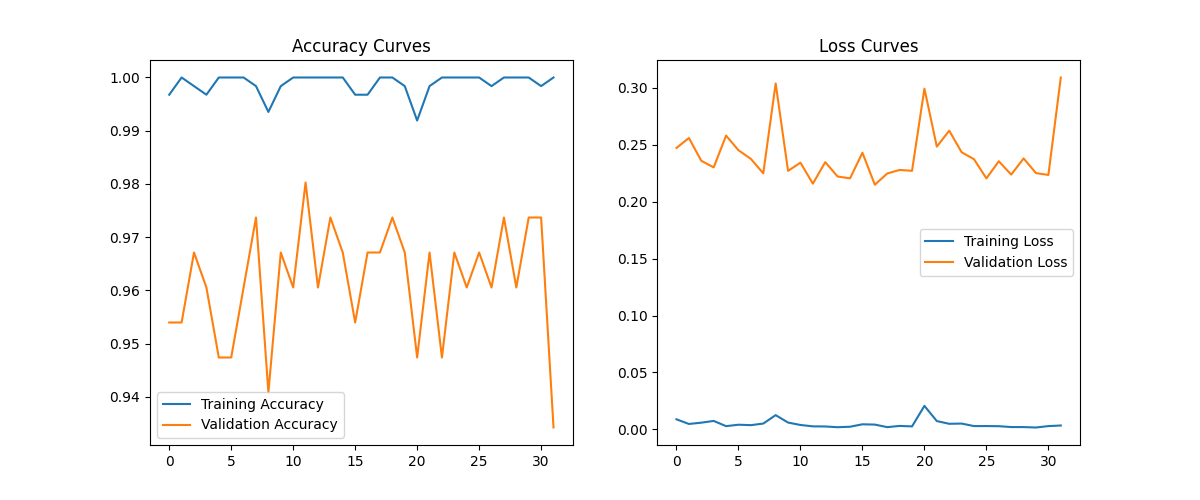 Accuracy Curves
1.00
0.99
0.98
0.97
0.96
0.95
0.94
Training Accuracy
Validation Accuracy
0 5 10 15 20 25 30
Loss Curves
0.30
0.25
0.20
0.15
0.10
0.05
0.00
Training Loss
Validation Loss
0 5 10 15 20 25 30